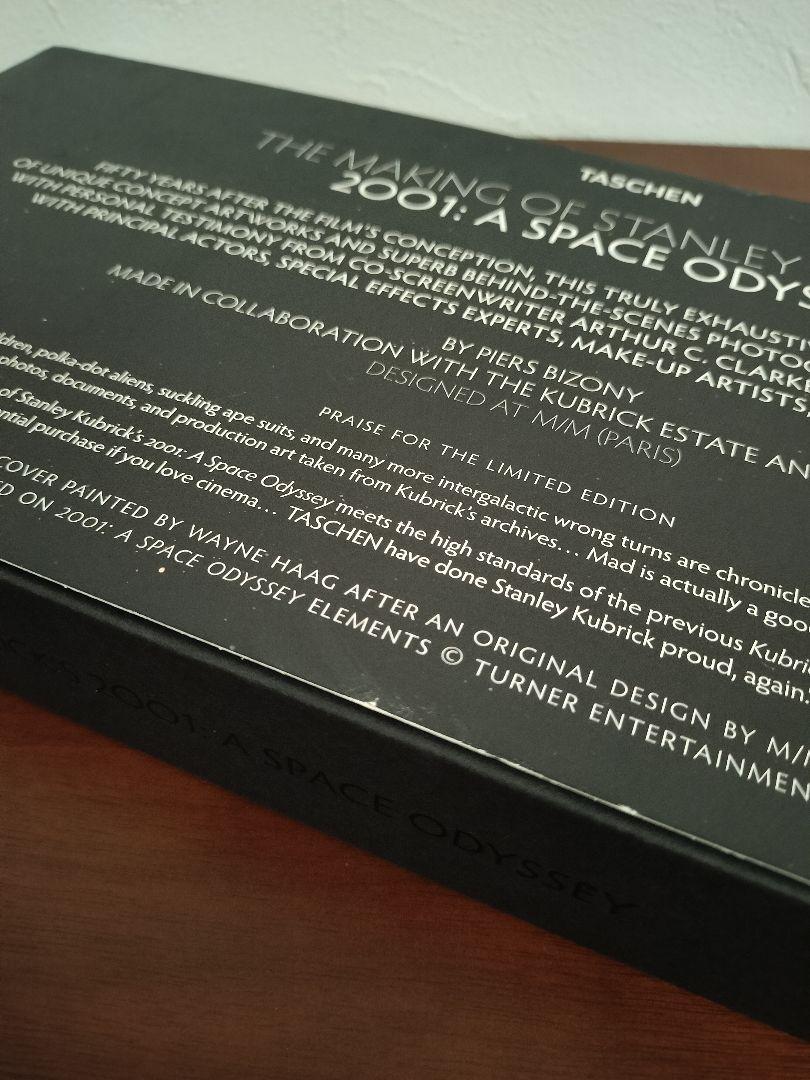 TASCHEN
THE MAKING OF STANLEY
2001: A SPACE ODYS
FIFTY YEARS AFTER THE FILM'S CONCEPTION, THIS TRULY EXHAUSTIV
OF UNIQUE CONCEPT ARTWORKS AND SUPERB BEHIND-THE-SCENES PHOTOG
WITH PERSONAL TESTIMONY FROM CO-SCREENWRITER ARTHUR C. CLARKE
WITH PRINCIPAL ACTORS, SPECIAL EFFECTS EXPERTS, MAKE-UP ARTISTS
BY PIERS BIZONY
MADE IN COLLABORATION WITH THE KUBRICK ESTATE AN
DESIGNED AT M/M (PARIS)
PRAISE FOR THE LIMITED EDITION
ldren, polka-dot aliens, suckling ape suits, and many more intergalactic wrong turns are chronicle
photos, documents, and production art taken from Kubrick's archives... Mad is actually a goo
of Stanley Kubrick's 2001: A Space Odyssey meets the high standards of the previous Kubri
ential purchase if you love cinema... TASCHEN have done Stanley Kubrick proud, again.
COVER PAINTED BY WAYNE HAAG AFTER AN ORIGINAL DESIGN BY M/
ED ON 2001: A SPACE ODYSSEY ELEMENTS © TURNER ENTERTAINMEN
2001: A SPACE ODYSSEY